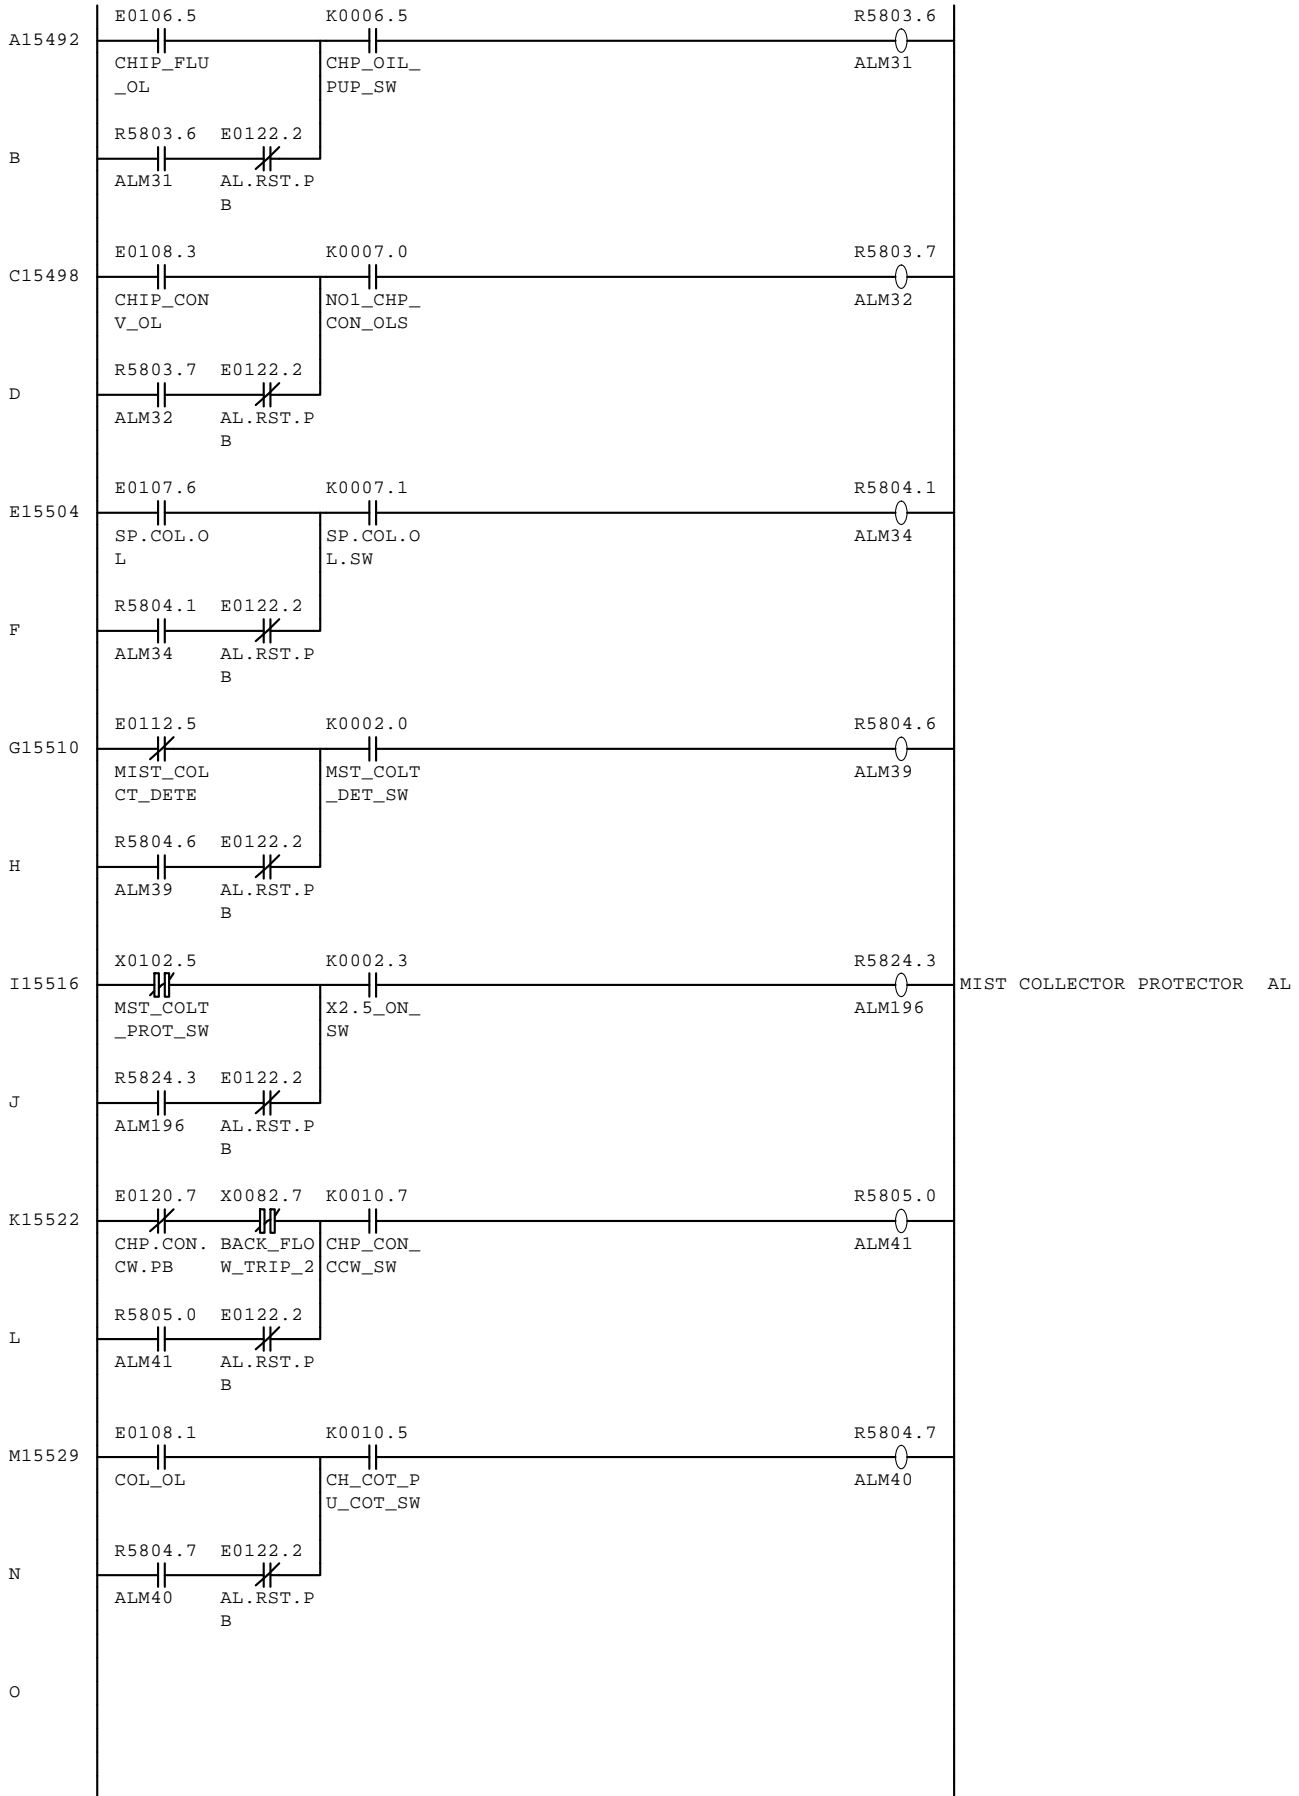 E0106.5 K0006.5 R5803.6
A15492
CHIP_FLU CHP_OIL_ ALM31
_OL PUP_SW
R5803.6 E0122.2
B
ALM31 AL.RST.P
B
E0108.3 K0007.0 R5803.7
C15498
CHIP_CON NO1_CHP_ ALM32
V_OL CON_OLS
R5803.7 E0122.2
D
ALM32 AL.RST.P
B
E0107.6 K0007.1 R5804.1
E15504
SP.COL.O SP.COL.O ALM34
L L.SW
R5804.1 E0122.2
F
ALM34 AL.RST.P
B
E0112.5 K0002.0 R5804.6
G15510
MIST_COL MST_COLT ALM39
CT_DETE _DET_SW
R5804.6 E0122.2
H
ALM39 AL.RST.P
B
X0102.5 K0002.3 R5824.3
I15516 MIST COLLECTOR PROTECTOR AL
MST_COLT X2.5_ON_ ALM196
_PROT_SW SW
R5824.3 E0122.2
J
ALM196 AL.RST.P
B
E0120.7 X0082.7 K0010.7 R5805.0
K15522
CHP.CON. BACK_FLO CHP_CON_ ALM41
CW.PB W_TRIP_2 CCW_SW
R5805.0 E0122.2
L
ALM41 AL.RST.P
B
E0108.1 K0010.5 R5804.7
M15529
COL_OL CH_COT_P ALM40
U_COT_SW
R5804.7 E0122.2
N
ALM40 AL.RST.P
B
O